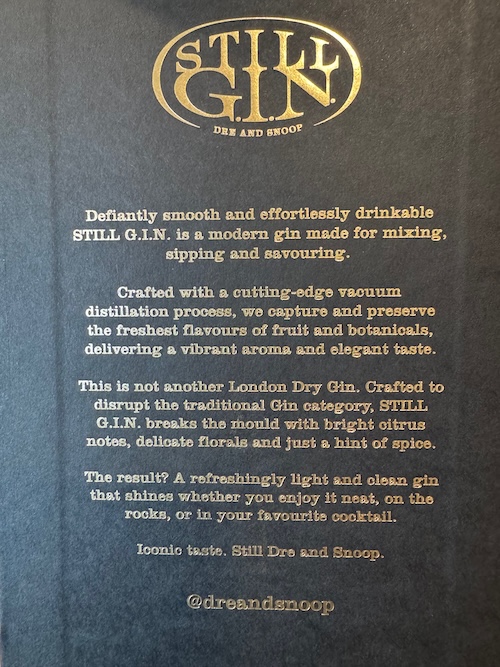 STILL
G.I.N.
DRE AND SNOOP
Defiantly smooth and effortlessly drinkable
STILL G.I.N. is a modern gin made for mixing,
sipping and savouring.
Crafted with a cutting-edge vacuum
distillation process, we capture and preserve
the freshest flavours of fruit and botanicals,
delivering a vibrant aroma and elegant taste.
This is not another London Dry Gin. Crafted to
disrupt the traditional Gin category, STILL
G.I.N. breaks the mould with bright citrus
notes, delicate florals and just a hint of spice.
The result? A refreshingly light and clean gin
that shines whether you enjoy it neat, on the
rocks, or in your favourite cocktail.
Iconic taste. Still Dre and Snoop.
@dreandsnoop